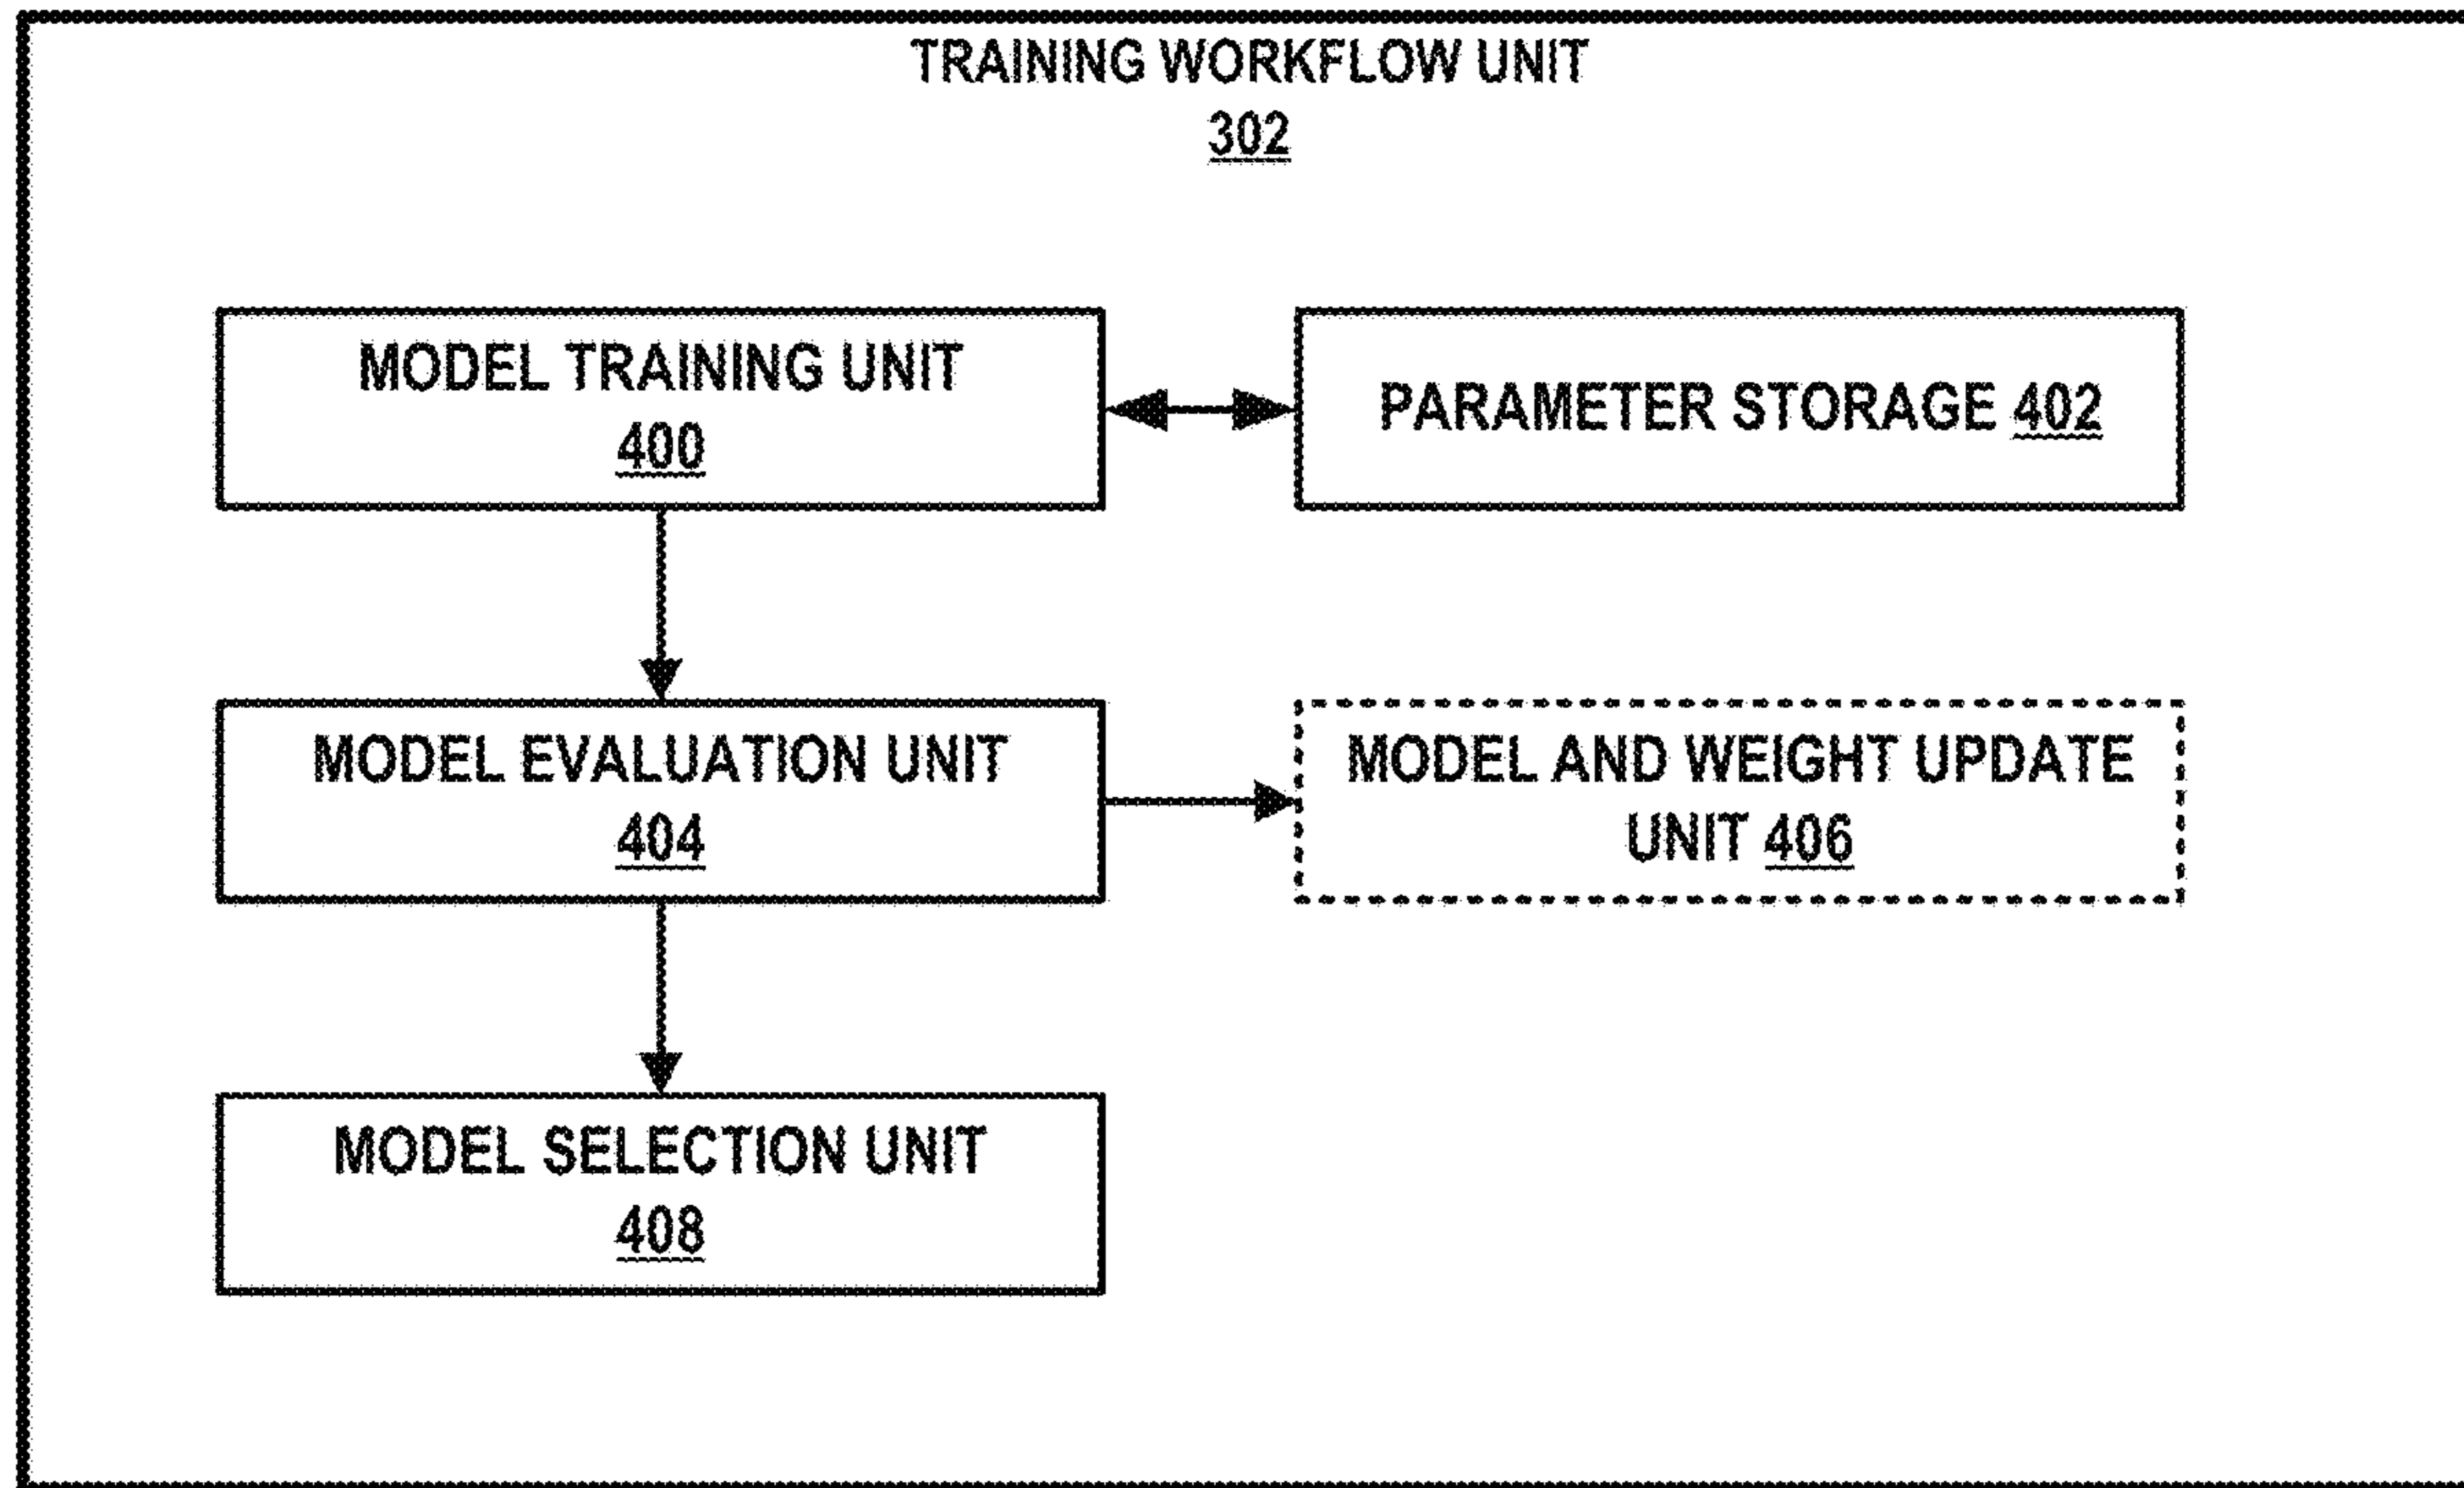 TRAINING WORKFLOW UNIT
302
MODEL TRAINING UNIT
400
PARAMETER STORAGE 402
MODEL EVALUATION UNIT
404
MODEL AND WEIGHT UPDATE
UNIT 406
MODEL SELECTION UNIT
408